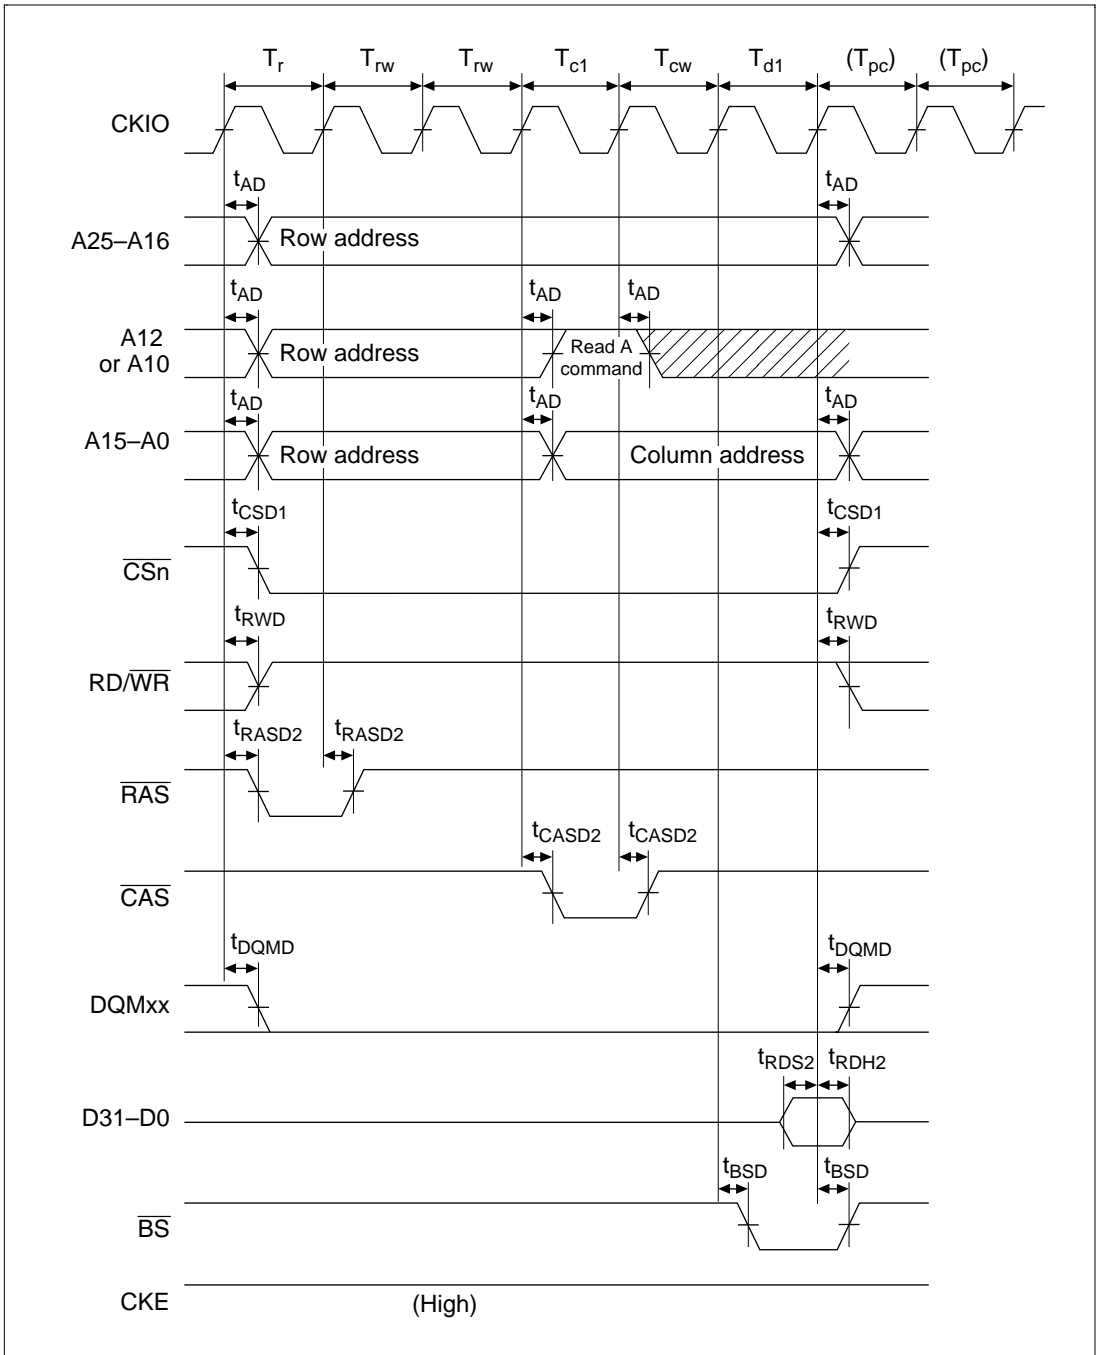 Tr Trw Trw Tc1 Tcw Td1 (Tpc) (Tpc)
CKIO
tAD tAD
A25–A16 Row address
tAD tAD tAD
A12
or A10 Row address Read A
command
tAD tAD tAD
A15–A0 Row address Column address
tCSD1 tCSD1
CSn
tRWD tRWD
RD/WR
tRASD2 tRASD2
RAS
tCASD2 tCASD2
CAS
tDQMD tDQMD
DQMxx
tRDS2 tRDH2
D31–D0
tBSD tBSD
BS
CKE (High)